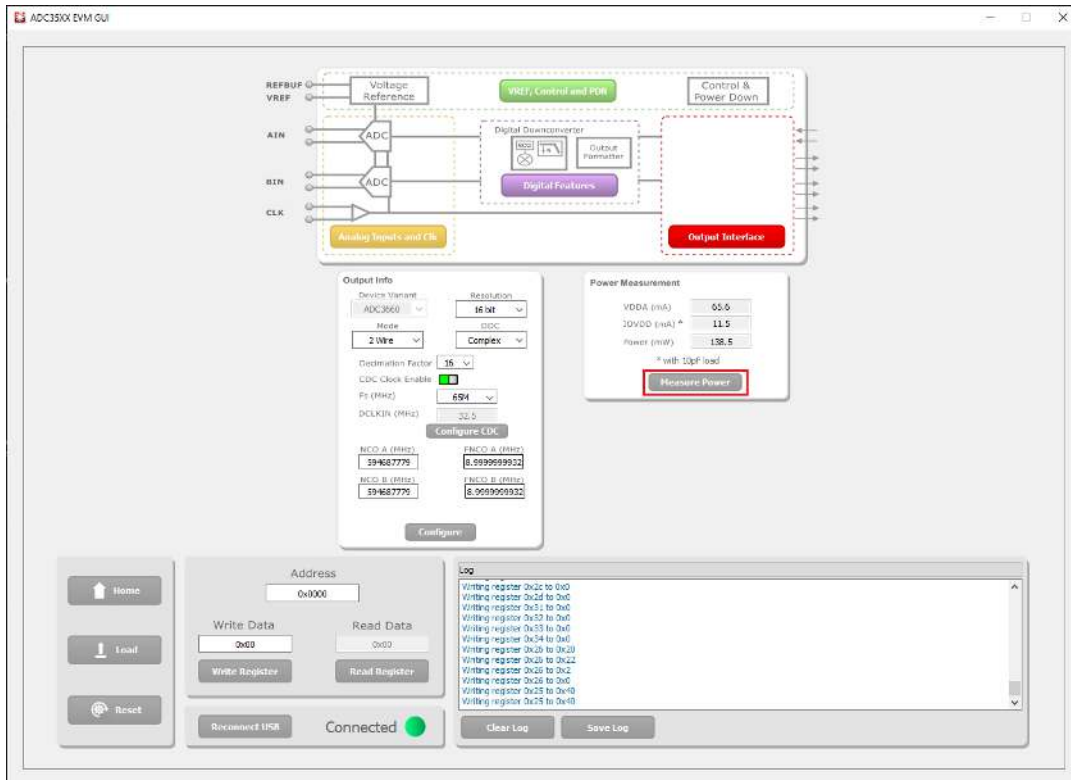 ADC35XX EVM GUI
REFBUF
VREF
Voltage
Reference
VREF, Control and PDN
Control &
Power Down
AIN
ADC
Digital Downconverter
NCO
Output
Formatter
BIN
ADC
Digital Features
CLK
Analog Inputs and Clk
Output Interface
Output Info
Device Variant
Resolution
ADC3660
16 bit
Mode
DDC
2 Wire
Complex
Decimation Factor
16
CDC Clock Enable
Fs (MHz)
65M
DCLKIN (MHz)
32.5
Configure CDC
NCO A (MHz)
FNCO A (MHz)
594687779
8.9999999932
NCO B (MHz)
FNCO B (MHz)
594687779
8.9999999932
Configure
Power Measurement
VDDA (mA)
65.6
IOVDD (mA) *
11.5
Power (mW)
138.5
* with 10pF load
Measure Power
Home
Load
Reset
Address
0x0000
Write Data
Read Data
0x00
0x00
Write Register
Read Register
Reconnect USB
Connected
Log
Writing register 0x2c to 0x0
Writing register 0x2d to 0x0
Writing register 0x31 to 0x0
Writing register 0x32 to 0x0
Writing register 0x33 to 0x0
Writing register 0x34 to 0x0
Writing register 0x26 to 0x20
Writing register 0x26 to 0x22
Writing register 0x26 to 0x2
Writing register 0x26 to 0x0
Writing register 0x25 to 0x40
Writing register 0x25 to 0x40
Clear Log
Save Log